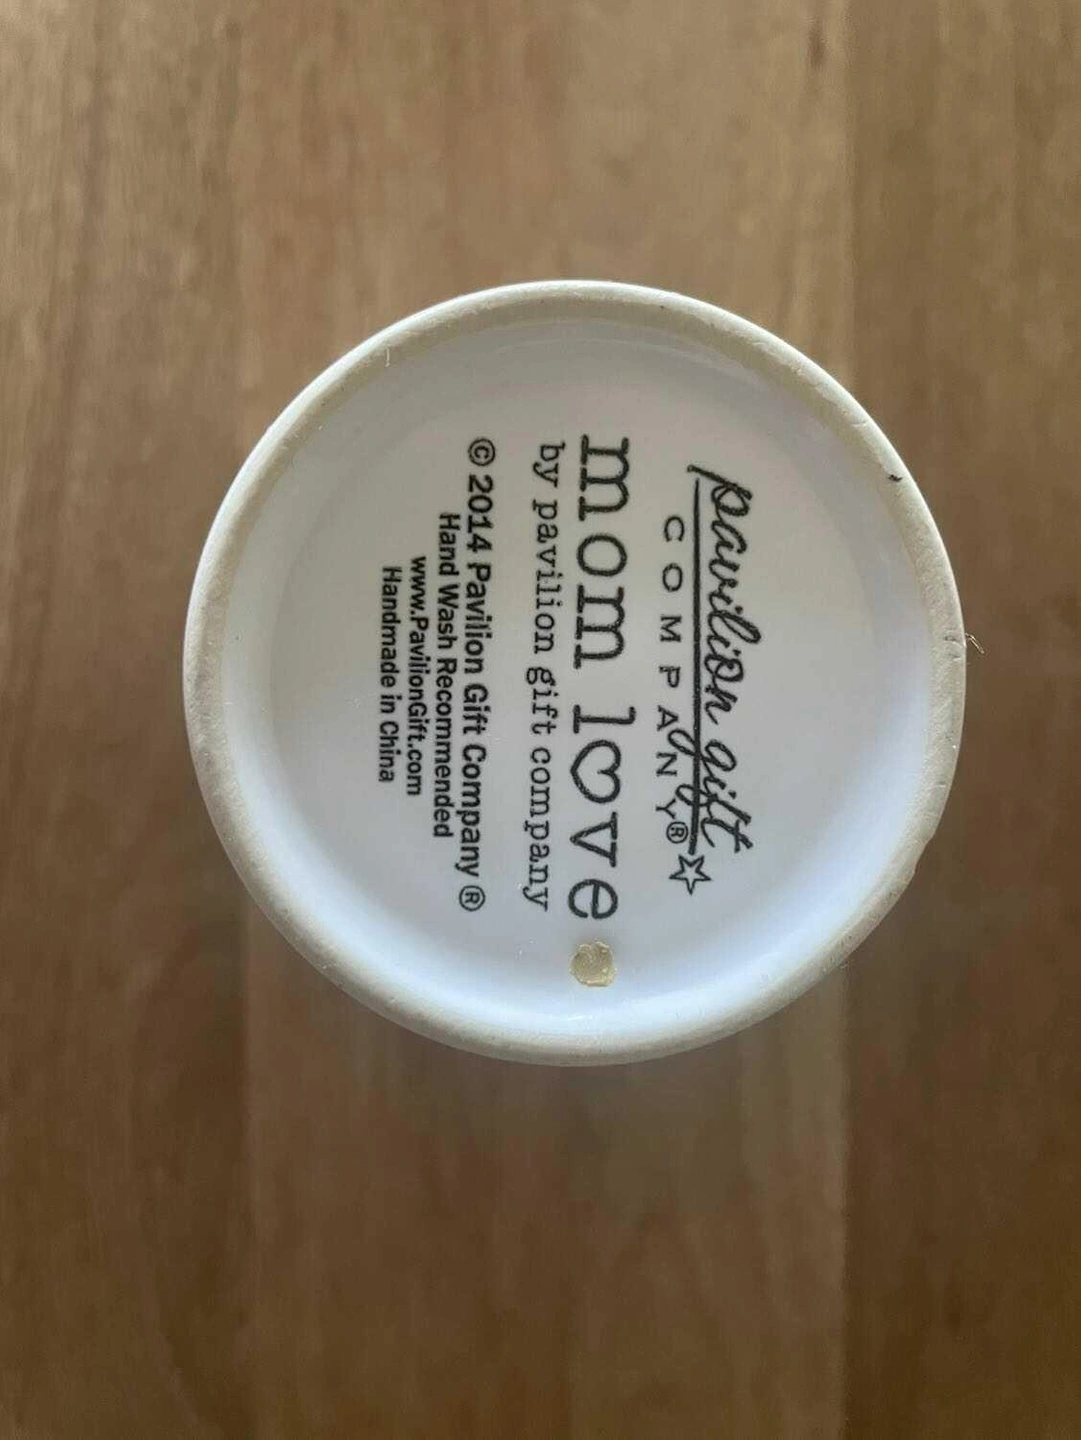 pavilion gift
COMPANY®
mom love
by pavilion gift company
© 2014 Pavilion Gift Company ®
Hand Wash Recommended
www.PavilionGift.com
Handmade in China